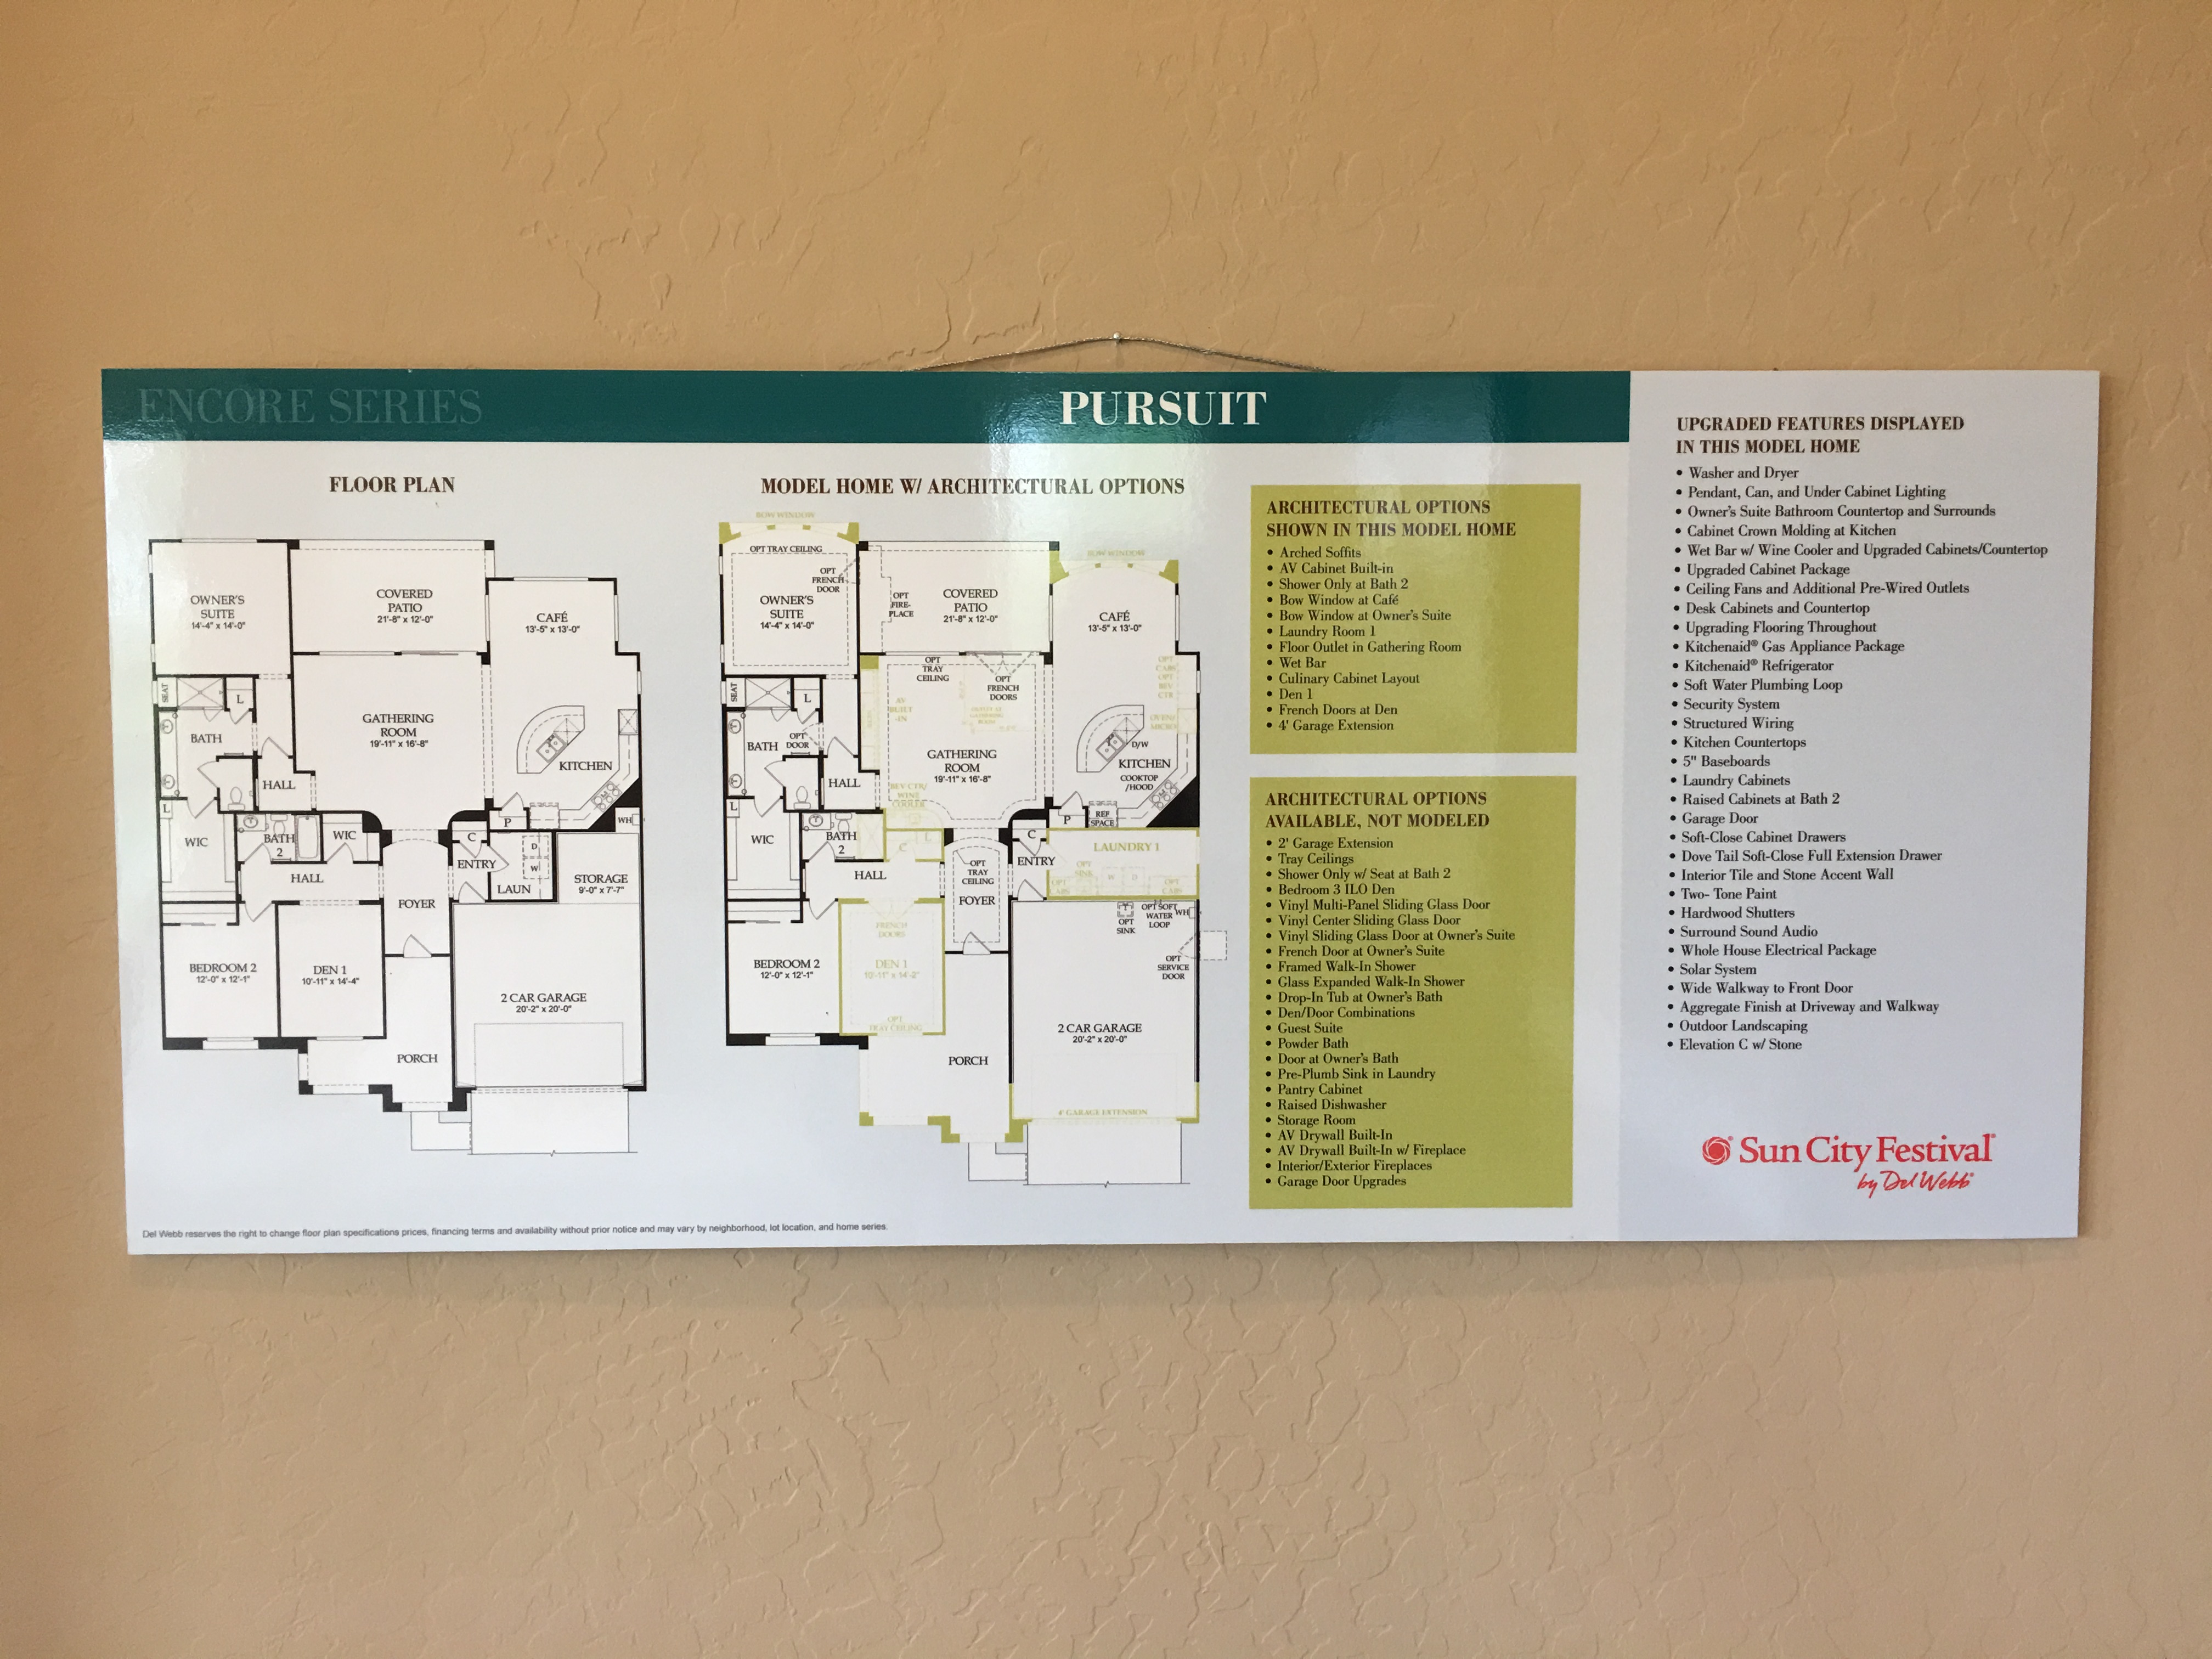 ENCORE SERIES
PURSUIT
FLOOR PLAN
OWNER'S
SUITE
14'-4" x 14'-0"
COVERED
PATIO
21'-8" x 12'-0"
CAFÉ
13'-5" x 13'-0"
SEAT
L
BATH
GATHERING
ROOM
19'-11" x 16'-8"
KITCHEN
HALL
L
WIC
BATH
2
WIC
C
P
WH
ENTRY
D
W
LAUN
STORAGE
9'-0" x 7'-7"
HALL
FOYER
BEDROOM 2
12'-0" x 12'-1"
DEN 1
10'-11" x 14'-4"
2 CAR GARAGE
20'-2" x 20'-0"
PORCH
MODEL HOME W/ ARCHITECTURAL OPTIONS
BOW WINDOW
OPT TRAY CEILING
OPT
FRENCH
DOOR
OWNER'S
SUITE
14'-4" x 14'-0"
OPT
FIRE-
PLACE
COVERED
PATIO
21'-8" x 12'-0"
BOW WINDOW
CAFÉ
13'-5" x 13'-0"
SEAT
L
OPT
TRAY
CEILING
OPT
FRENCH
DOORS
OPT
CABS
OPT
BEV
CTR
AV
BUILT
-IN
OVEN/
MICRO
BATH
OPT
DOOR
GATHERING
ROOM
19'-11" x 16'-8"
D/W
KITCHEN
COOKTOP
/HOOD
HALL
BEV CTR/
WINE
COOLER
L
WIC
BATH
2
C
L
C
P
REF
SPACE
ENTRY
LAUNDRY 1
OPT
SINK
W
D
OPT
CABS
OPT
CABS
HALL
OPT
TRAY
CEILING
FOYER
OPT
SINK
OPT SOFT
WATER
LOOP
WH
OPT
SERVICE
DOOR
FRENCH
DOORS
BEDROOM 2
12'-0" x 12'-1"
DEN 1
10'-11" x 14'-2"
OPT
TRAY CEILING
2 CAR GARAGE
20'-2" x 20'-0"
PORCH
4' GARAGE EXTENSION
Del Webb reserves the right to change floor plan specifications prices, financing terms and availability without prior notice and may vary by neighborhood, lot location, and home series.
ARCHITECTURAL OPTIONS
SHOWN IN THIS MODEL HOME
• Arched Soffits
• AV Cabinet Built-in
• Shower Only at Bath 2
• Bow Window at Café
• Bow Window at Owner's Suite
• Laundry Room 1
• Floor Outlet in Gathering Room
• Wet Bar
• Culinary Cabinet Layout
• Den 1
• French Doors at Den
• 4' Garage Extension
ARCHITECTURAL OPTIONS
AVAILABLE, NOT MODELED
• 2' Garage Extension
• Tray Ceilings
• Shower Only w/ Seat at Bath 2
• Bedroom 3 ILO Den
• Vinyl Multi-Panel Sliding Glass Door
• Vinyl Center Sliding Glass Door
• Vinyl Sliding Glass Door at Owner's Suite
• French Door at Owner's Suite
• Framed Walk-In Shower
• Glass Expanded Walk-In Shower
• Drop-In Tub at Owner's Bath
• Den/Door Combinations
• Guest Suite
• Powder Bath
• Door at Owner's Bath
• Pre-Plumb Sink in Laundry
• Pantry Cabinet
• Raised Dishwasher
• Storage Room
• AV Drywall Built-In
• AV Drywall Built-In w/ Fireplace
• Interior/Exterior Fireplaces
• Garage Door Upgrades
UPGRADED FEATURES DISPLAYED
IN THIS MODEL HOME
• Washer and Dryer
• Pendant, Can, and Under Cabinet Lighting
• Owner's Suite Bathroom Countertop and Surrounds
• Cabinet Crown Molding at Kitchen
• Wet Bar w/ Wine Cooler and Upgraded Cabinets/Countertop
• Upgraded Cabinet Package
• Ceiling Fans and Additional Pre-Wired Outlets
• Desk Cabinets and Countertop
• Upgrading Flooring Throughout
• Kitchenaid® Gas Appliance Package
• Kitchenaid® Refrigerator
• Soft Water Plumbing Loop
• Security System
• Structured Wiring
• Kitchen Countertops
• 5" Baseboards
• Laundry Cabinets
• Raised Cabinets at Bath 2
• Garage Door
• Soft-Close Cabinet Drawers
• Dove Tail Soft-Close Full Extension Drawer
• Interior Tile and Stone Accent Wall
• Two- Tone Paint
• Hardwood Shutters
• Surround Sound Audio
• Whole House Electrical Package
• Solar System
• Wide Walkway to Front Door
• Aggregate Finish at Driveway and Walkway
• Outdoor Landscaping
• Elevation C w/ Stone
Sun City Festival®
by Del Webb®